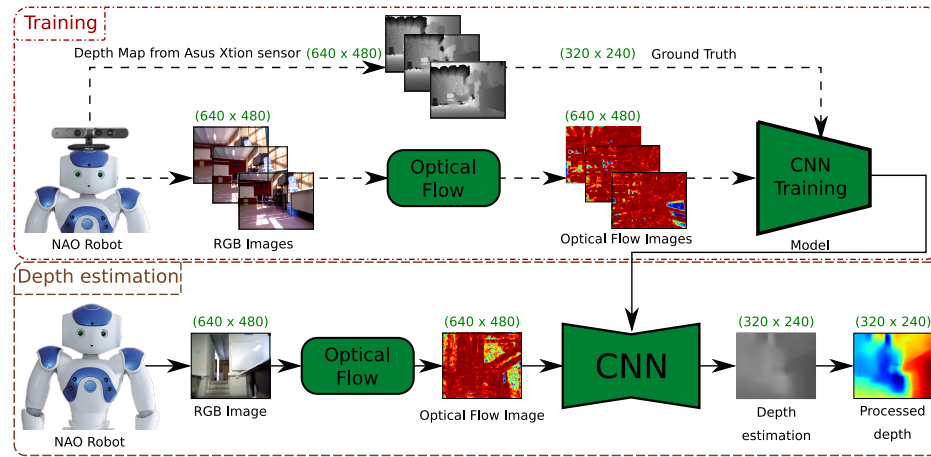 Training
Depth Map from Asus Xtion sensor (640 x 480)
(320 x 240) Ground Truth
(640 x 480)
(640 x 480)
Optical
Flow
CNN
Training
NAO Robot
RGB Images
Optical Flow Images
Model
Depth estimation
(640 x 480)
(640 x 480)
(320 x 240)
(320 x 240)
Optical
Flow
CNN
RGB Image
Optical Flow Image
Depth
estimation
Processed
depth
NAO Robot